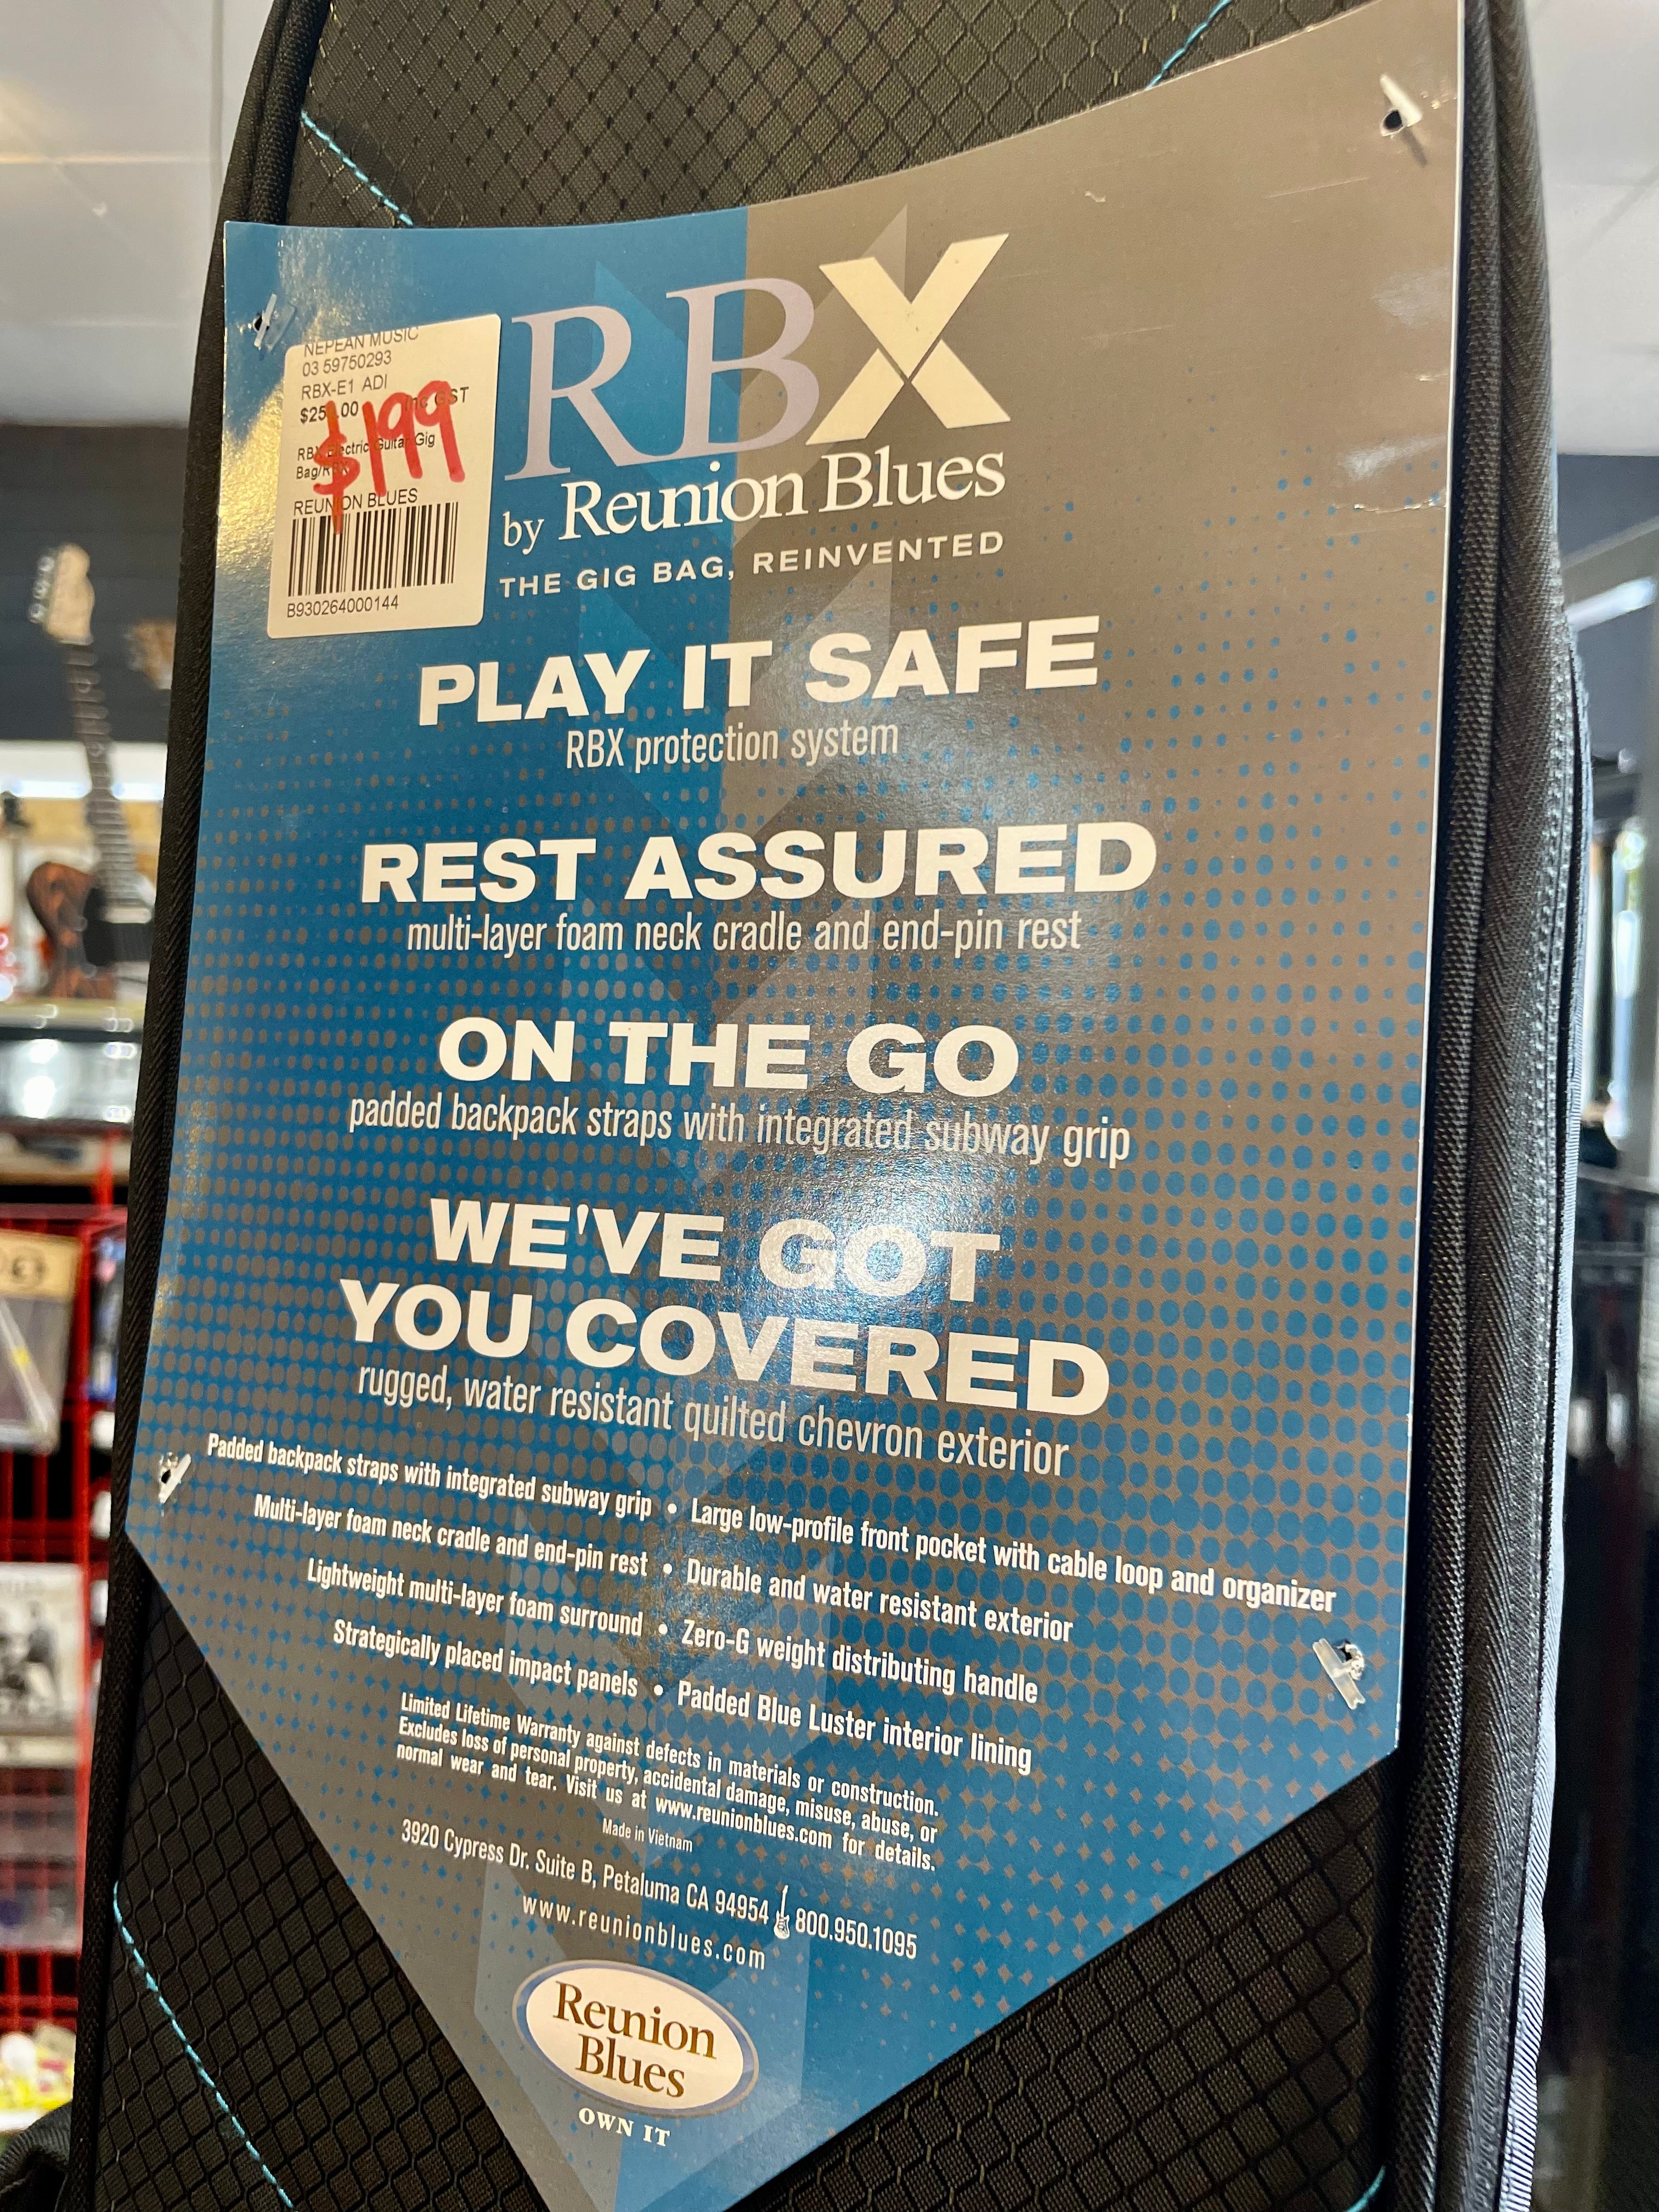 NEPEAN MUSIC
03 59750293
RBX-E1 ADI
.00 GST
$199
RBX Electric Guitar Gig
REUNION BLUES
B930264000144
RBX
by Reunion Blues
THE GIG BAG, REINVENTED
PLAY IT SAFE
RBX protection system
REST ASSURED
multi-layer foam neck cradle and end-pin rest
ON THE GO
padded backpack straps with integrated subway grip
WE'VE GOT
YOU COVERED
rugged, water resistant quilted chevron exterior
Padded backpack straps with integrated subway grip • Large low-profile front pocket with cable loop and organizer
Multi-layer foam neck cradle and end-pin rest • Durable and water resistant exterior
Lightweight multi-layer foam surround • Zero-G weight distributing handle
Strategically placed impact panels • Padded Blue Luster interior lining
Limited Lifetime Warranty against defects in materials or construction.
Excludes loss of personal property, accidental damage, misuse, abuse, or
normal wear and tear. Visit us at www.reunionblues.com for details.
Made in Vietnam
3920 Cypress Dr. Suite B, Petaluma CA 94954 800.950.1095
www.reunionblues.com
Reunion
Blues
OWN IT